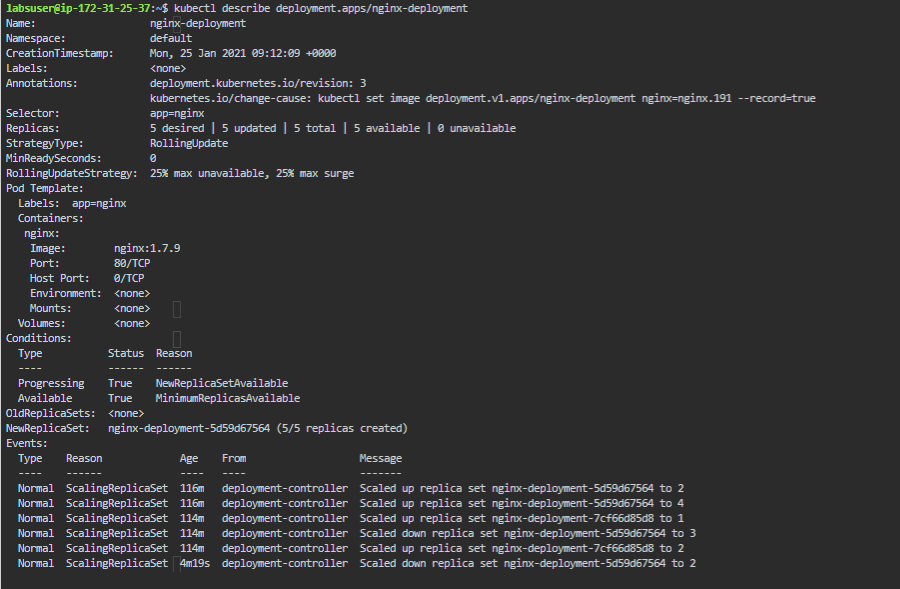 labsuser@ip-172-31-25-37:~$ kubectl describe deployment.apps/nginx-deployment
Name:                   nginx-deployment
Namespace:              default
CreationTimestamp:      Mon, 25 Jan 2021 09:12:09 +0000
Labels:                 <none>
Annotations:            deployment.kubernetes.io/revision: 3
                        kubernetes.io/change-cause: kubectl set image deployment.v1.apps/nginx-deployment nginx=nginx.191 --record=true
Selector:               app=nginx
Replicas:               5 desired | 5 updated | 5 total | 5 available | 0 unavailable
StrategyType:           RollingUpdate
MinReadySeconds:        0
RollingUpdateStrategy:  25% max unavailable, 25% max surge
Pod Template:
  Labels:  app=nginx
  Containers:
   nginx:
    Image:        nginx:1.7.9
    Port:         80/TCP
    Host Port:    0/TCP
    Environment:  <none>
    Mounts:       <none>
  Volumes:        <none>
Conditions:
  Type           Status  Reason
  ----           ------  ------
  Progressing    True    NewReplicaSetAvailable
  Available      True    MinimumReplicasAvailable
OldReplicaSets:  <none>
NewReplicaSet:   nginx-deployment-5d59d67564 (5/5 replicas created)
Events:
  Type    Reason             Age    From                   Message
  ----    ------             ----   ----                   -------
  Normal  ScalingReplicaSet  116m   deployment-controller  Scaled up replica set nginx-deployment-5d59d67564 to 2
  Normal  ScalingReplicaSet  116m   deployment-controller  Scaled up replica set nginx-deployment-5d59d67564 to 4
  Normal  ScalingReplicaSet  114m   deployment-controller  Scaled up replica set nginx-deployment-7cf66d85d8 to 1
  Normal  ScalingReplicaSet  114m   deployment-controller  Scaled down replica set nginx-deployment-5d59d67564 to 3
  Normal  ScalingReplicaSet  114m   deployment-controller  Scaled up replica set nginx-deployment-7cf66d85d8 to 2
  Normal  ScalingReplicaSet  4m19s  deployment-controller  Scaled down replica set nginx-deployment-5d59d67564 to 2